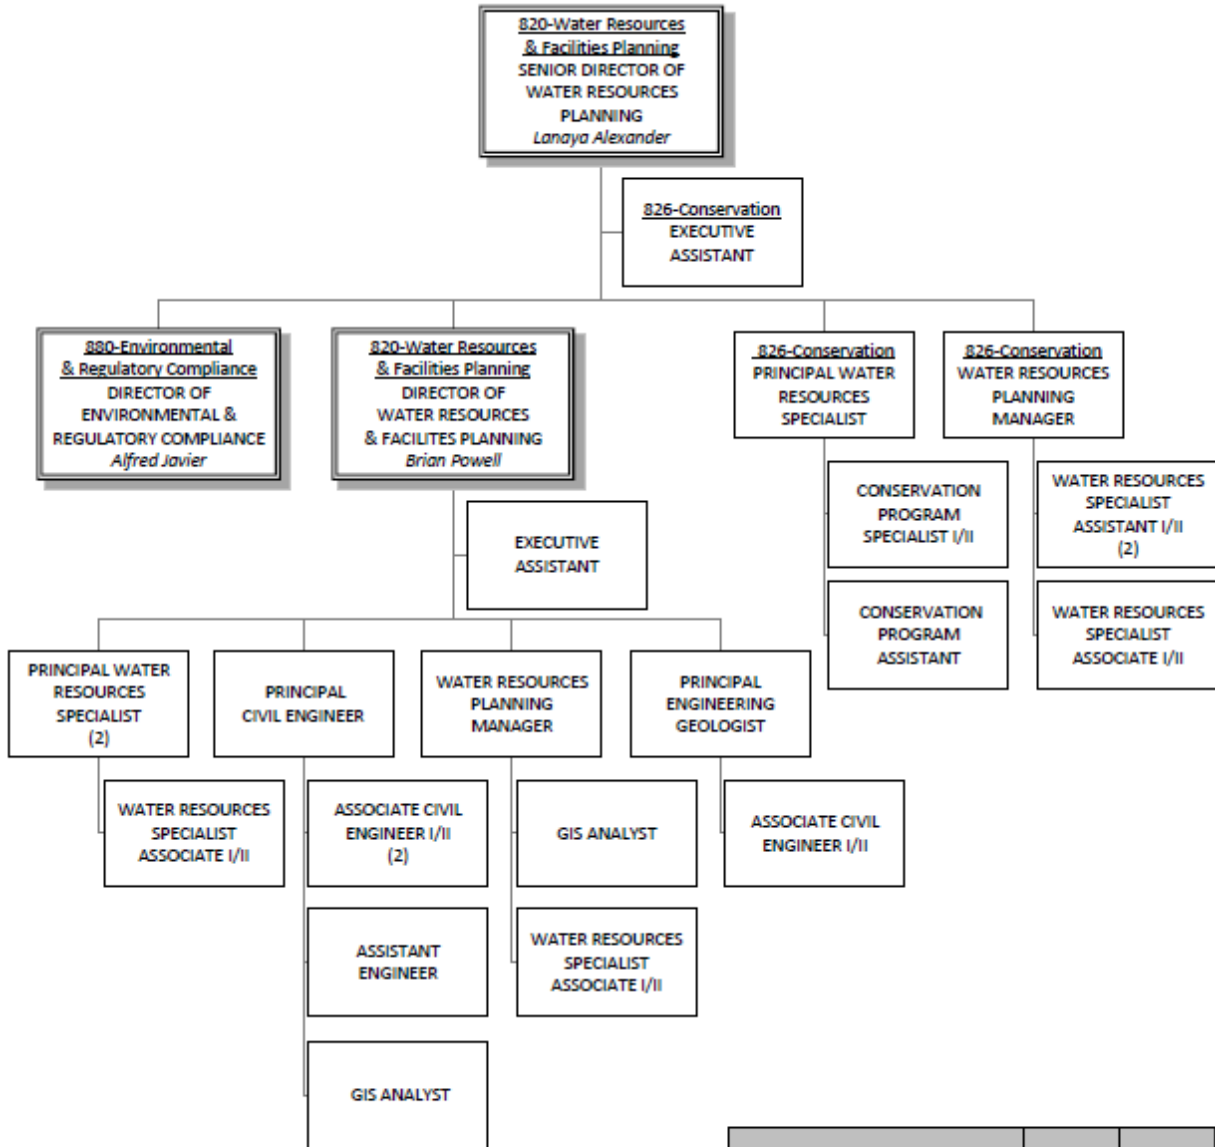 820-Water Resources
& Facilities Planning
SENIOR DIRECTOR OF
WATER RESOURCES
PLANNING
Lanaya Alexander
826-Conservation
EXECUTIVE
ASSISTANT
880-Environmental
& Regulatory Compliance
DIRECTOR OF
ENVIRONMENTAL &
REGULATORY COMPLIANCE
Alfred Javier
820-Water Resources
& Facilities Planning
DIRECTOR OF
WATER RESOURCES
& FACILITES PLANNING
Brian Powell
826-Conservation
PRINCIPAL WATER
RESOURCES
SPECIALIST
826-Conservation
WATER RESOURCES
PLANNING
MANAGER
CONSERVATION
PROGRAM
SPECIALIST I/II
WATER RESOURCES
SPECIALIST
ASSISTANT I/II
(2)
EXECUTIVE
ASSISTANT
CONSERVATION
PROGRAM
ASSISTANT
WATER RESOURCES
SPECIALIST
ASSOCIATE I/II
PRINCIPAL WATER
RESOURCES
SPECIALIST
(2)
PRINCIPAL
CIVIL ENGINEER
WATER RESOURCES
PLANNING
MANAGER
PRINCIPAL
ENGINEERING
GEOLOGIST
WATER RESOURCES
SPECIALIST
ASSOCIATE I/II
ASSOCIATE CIVIL
ENGINEER I/II
(2)
GIS ANALYST
ASSOCIATE CIVIL
ENGINEER I/II
ASSISTANT
ENGINEER
WATER RESOURCES
SPECIALIST
ASSOCIATE I/II
GIS ANALYST